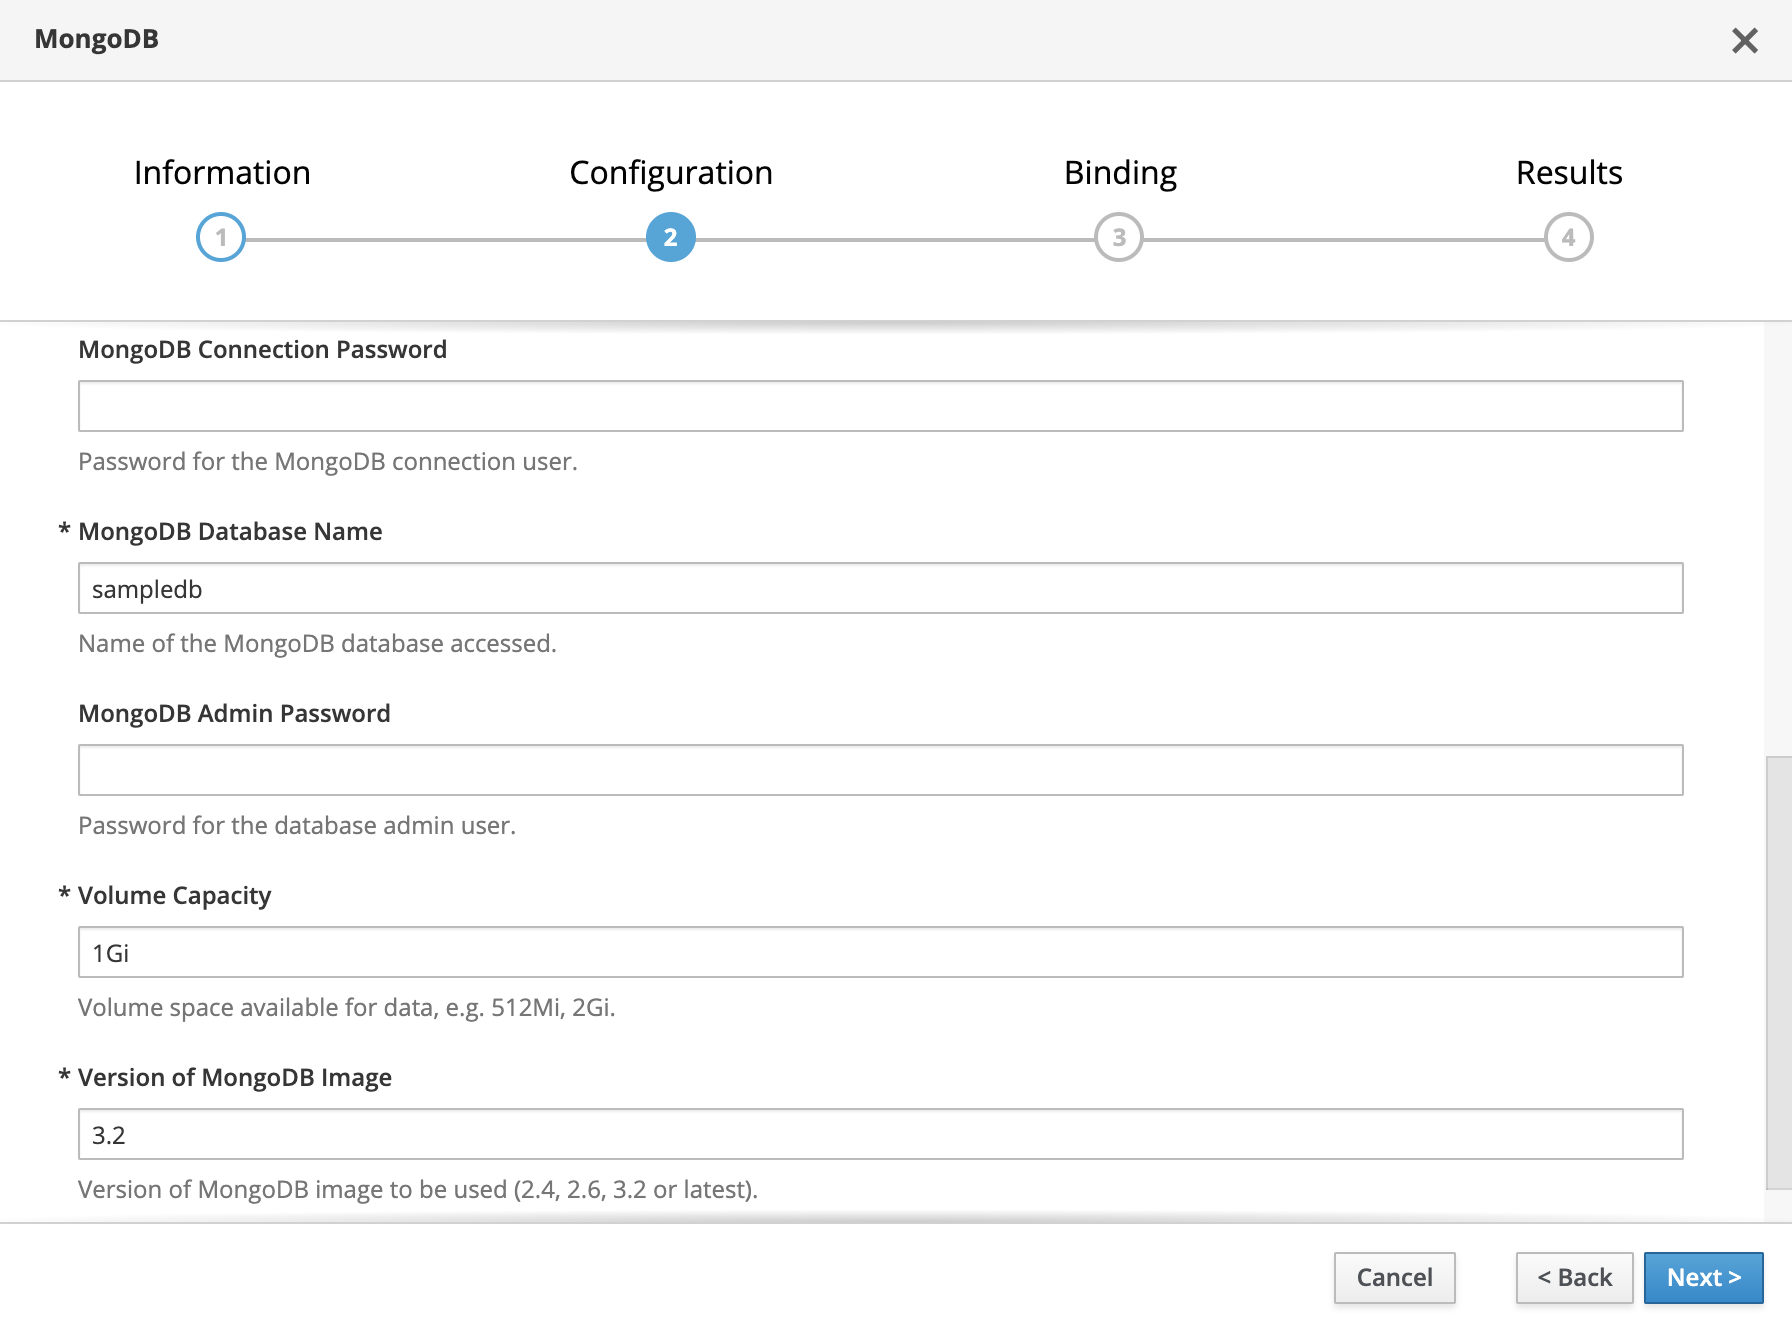 MongoDB
Information
Configuration
Binding
Results
1
2
3
4
MongoDB Connection Password
Password for the MongoDB connection user.
* MongoDB Database Name
sampledb
Name of the MongoDB database accessed.
MongoDB Admin Password
Password for the database admin user.
* Volume Capacity
1Gi
Volume space available for data, e.g. 512Mi, 2Gi.
* Version of MongoDB Image
3.2
Version of MongoDB image to be used (2.4, 2.6, 3.2 or latest).
Cancel
< Back
Next >